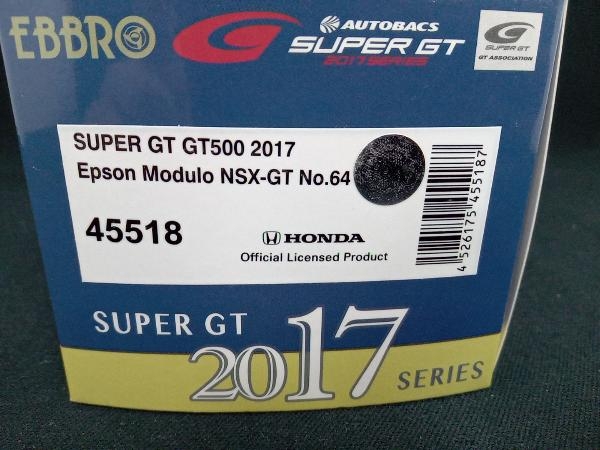 EBBRO
AUTOBACS
SUPER GT
2017 SERIES
SUPER GT
GT ASSOCIATION
SUPER GT GT500 2017
Epson Modulo NSX-GT No.64
45518
HONDA
Official Licensed Product
4 526175 455187
SUPER GT
2017
SERIES